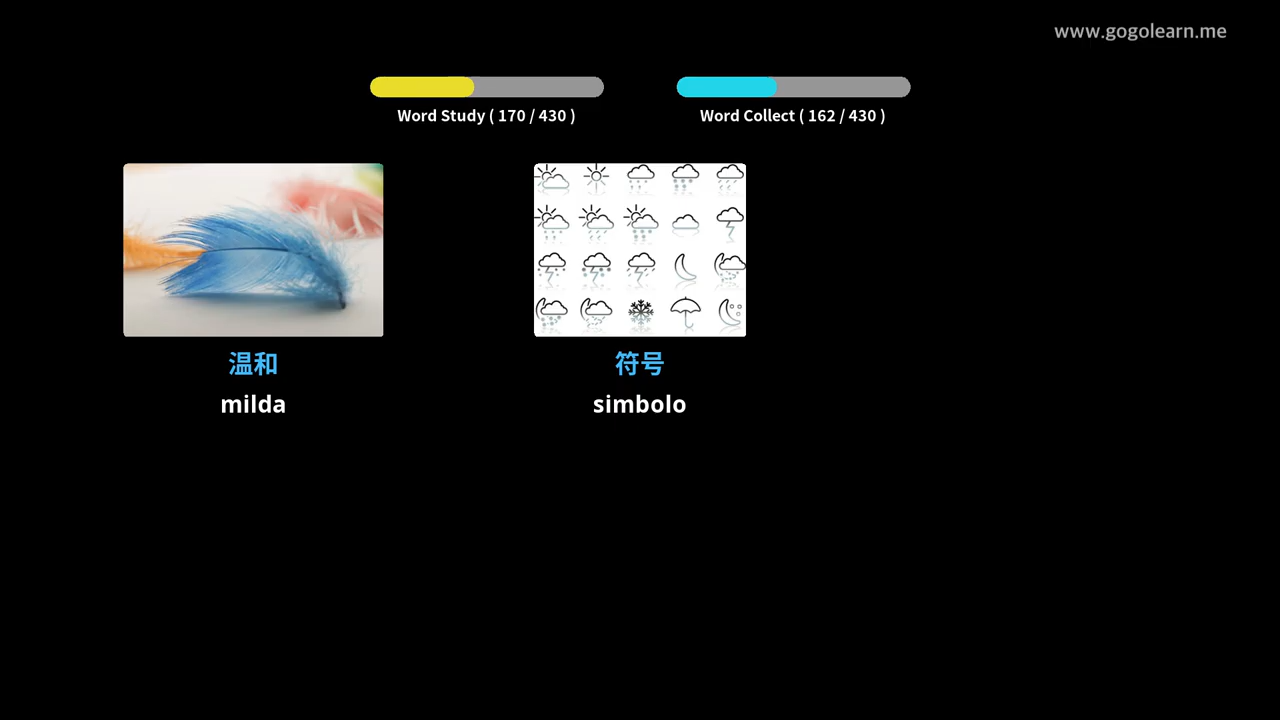 www.gogolearn.me
Word Study ( 170 / 430 )
Word Collect ( 162 / 430 )
温和
milda
符号
simbolo